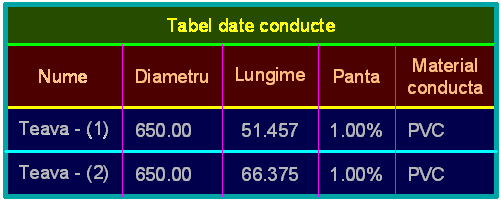 Tabel date conducte
Nume Diametru Lungime Panta Material conducta
Teava - (1) 650.00 51.457 1.00% PVC
Teava - (2) 650.00 66.375 1.00% PVC